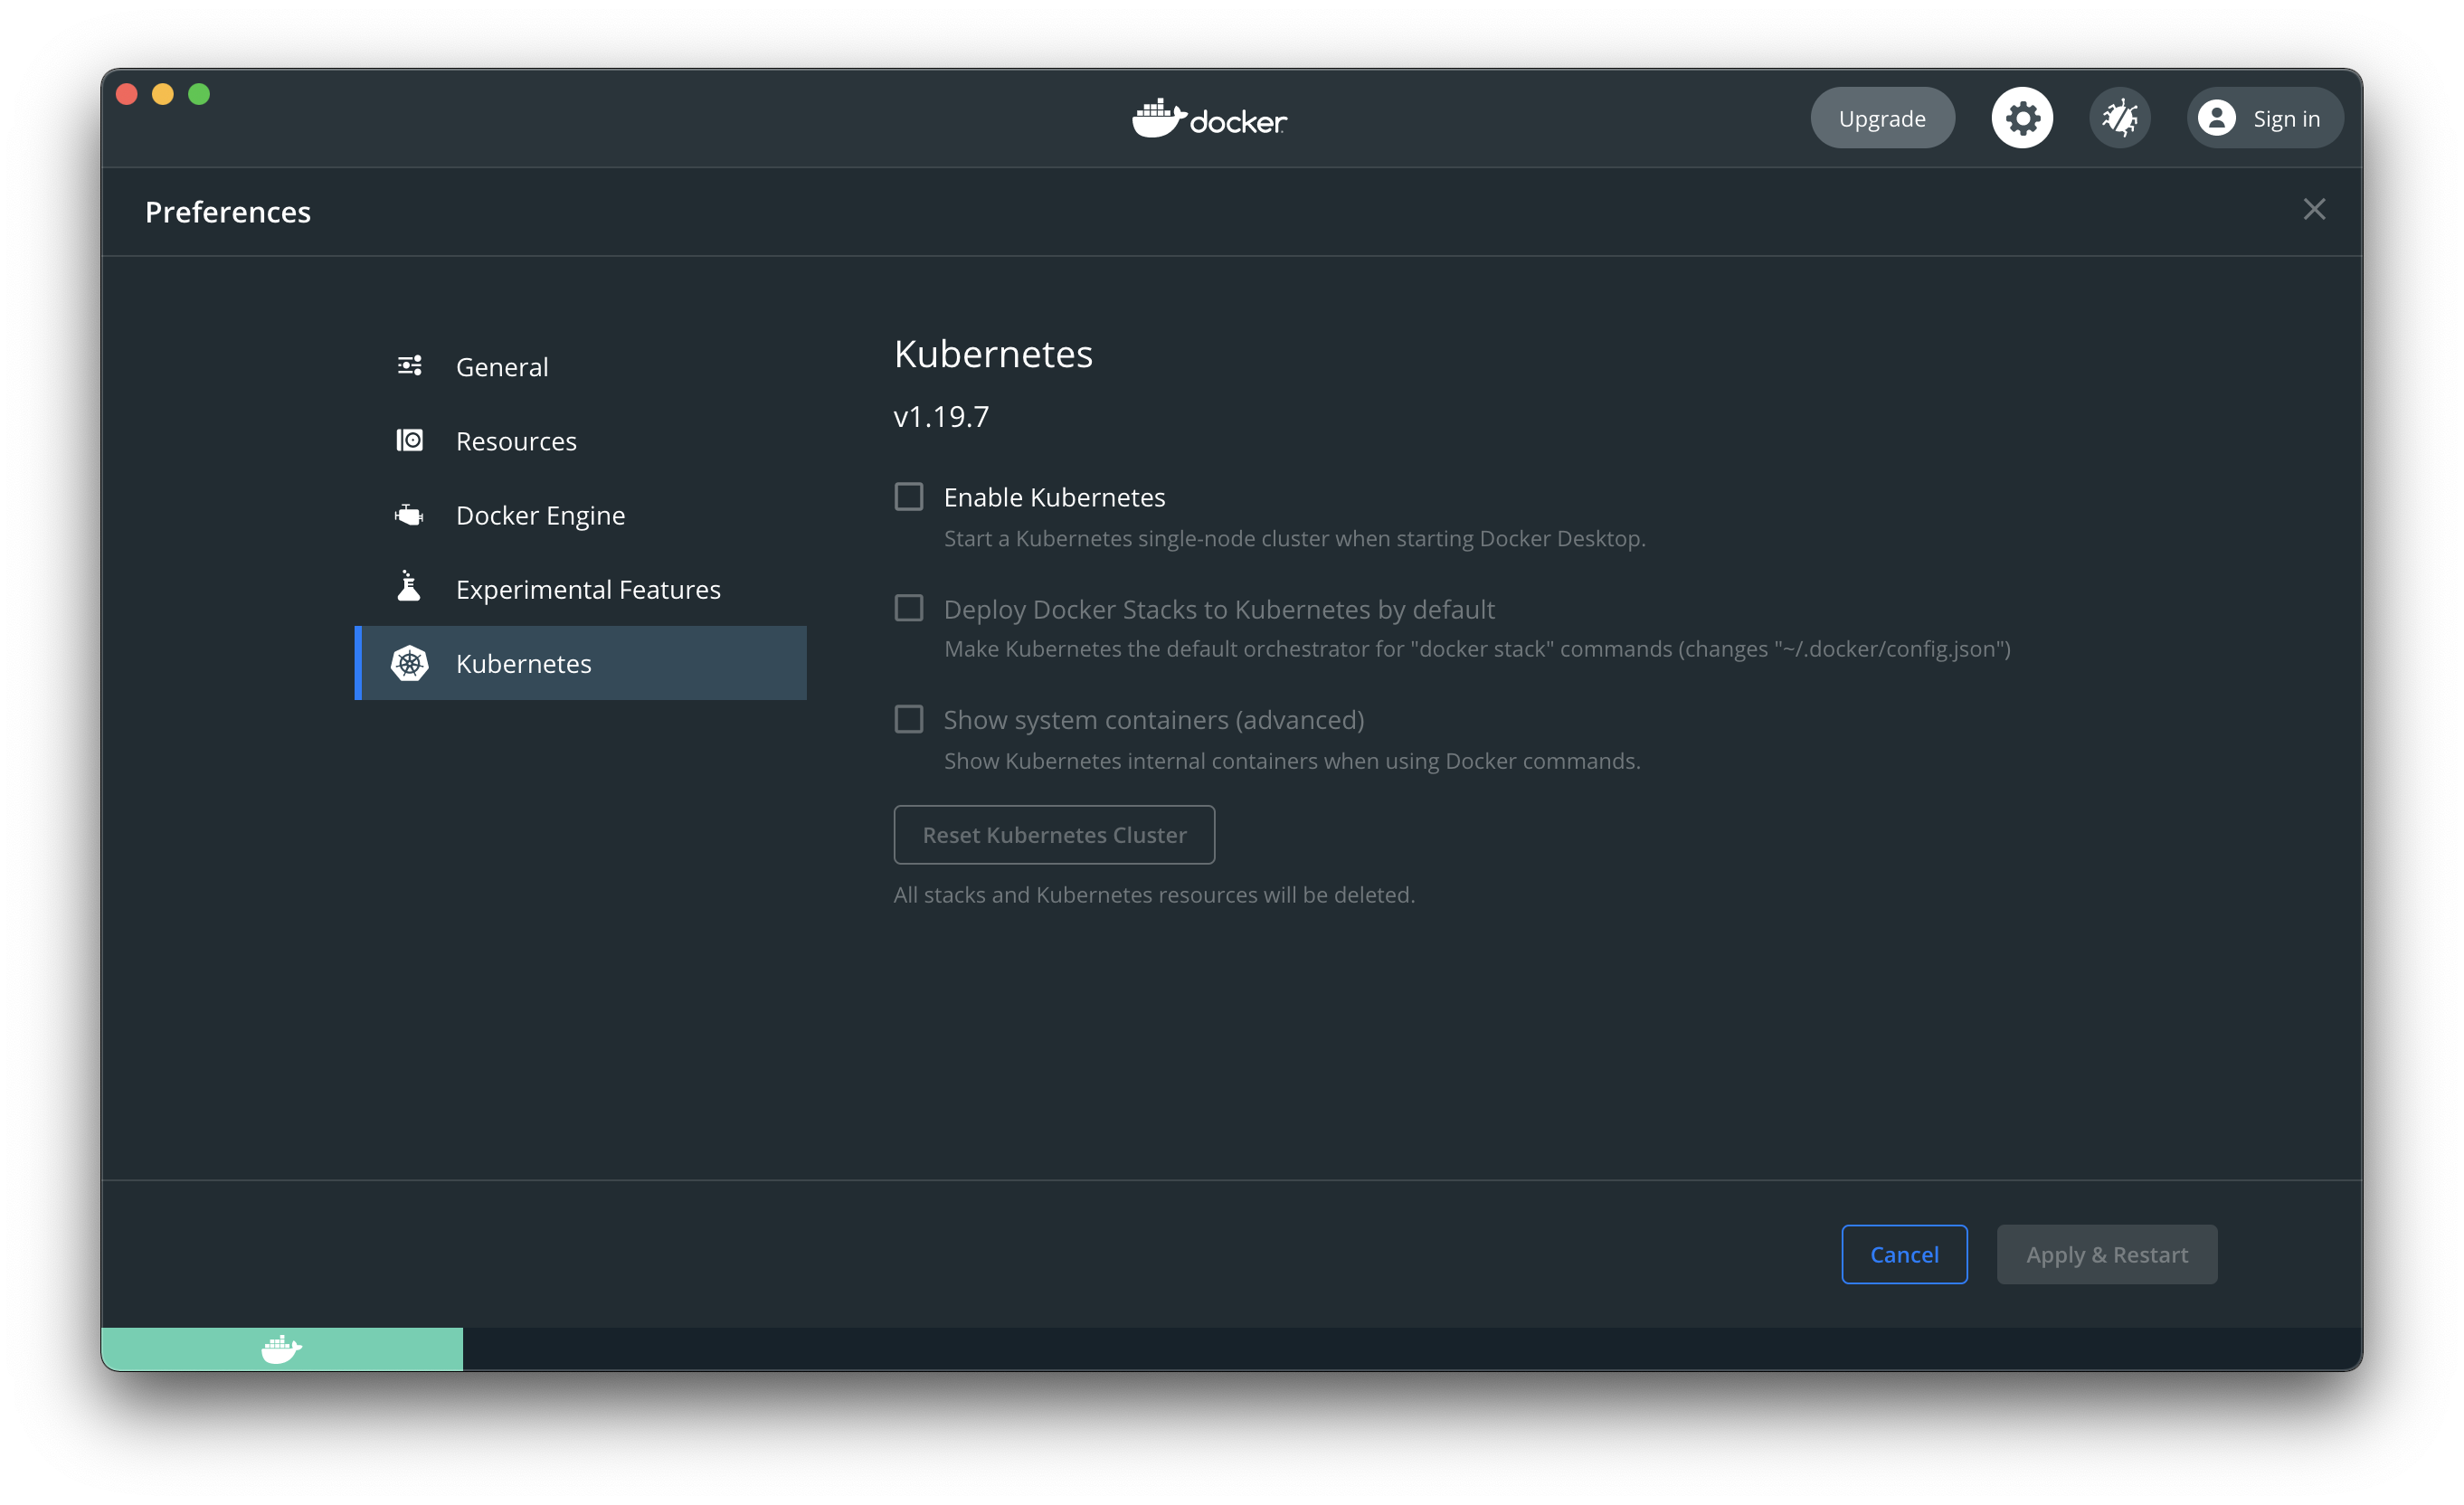 docker
Upgrade
Sign in
Preferences
General
Resources
Docker Engine
Experimental Features
Kubernetes
Kubernetes
v1.19.7
Enable Kubernetes
Start a Kubernetes single-node cluster when starting Docker Desktop.
Deploy Docker Stacks to Kubernetes by default
Make Kubernetes the default orchestrator for "docker stack" commands (changes "~/.docker/config.json")
Show system containers (advanced)
Show Kubernetes internal containers when using Docker commands.
Reset Kubernetes Cluster
All stacks and Kubernetes resources will be deleted.
Cancel
Apply & Restart